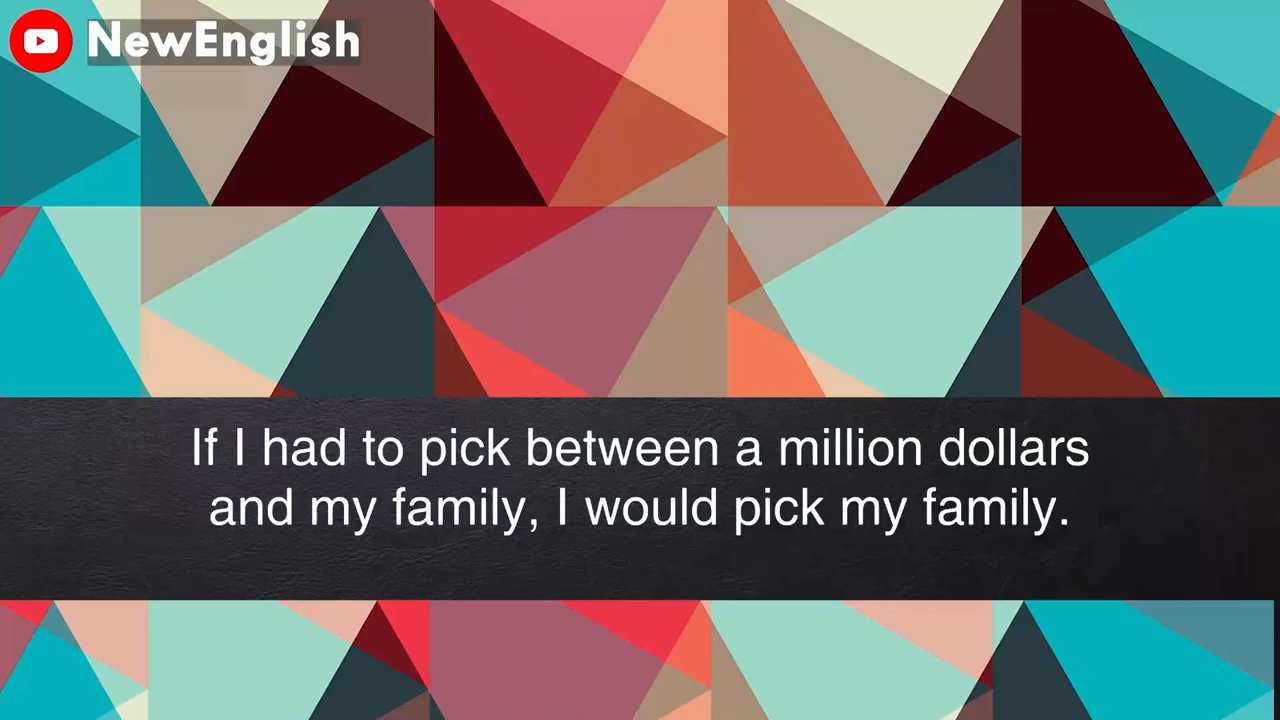 NewEnglish
If I had to pick between a million dollars
and my family, I would pick my family.